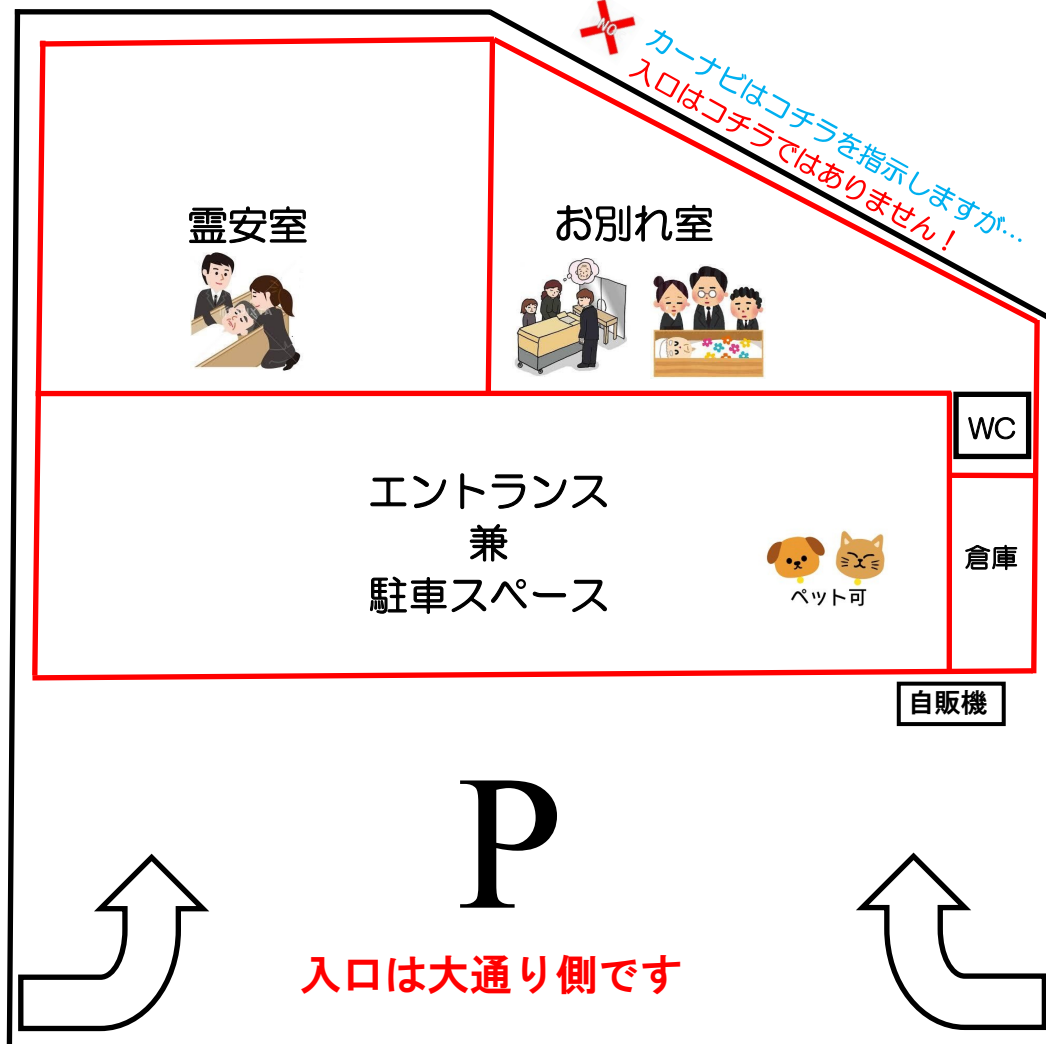 NO
カーナビはコチラを指示しますが…
入口はコチラではありません！
霊安室
お別れ室
WC
エントランス
兼
駐車スペース
ペット可
倉庫
自販機
P
入口は大通り側です